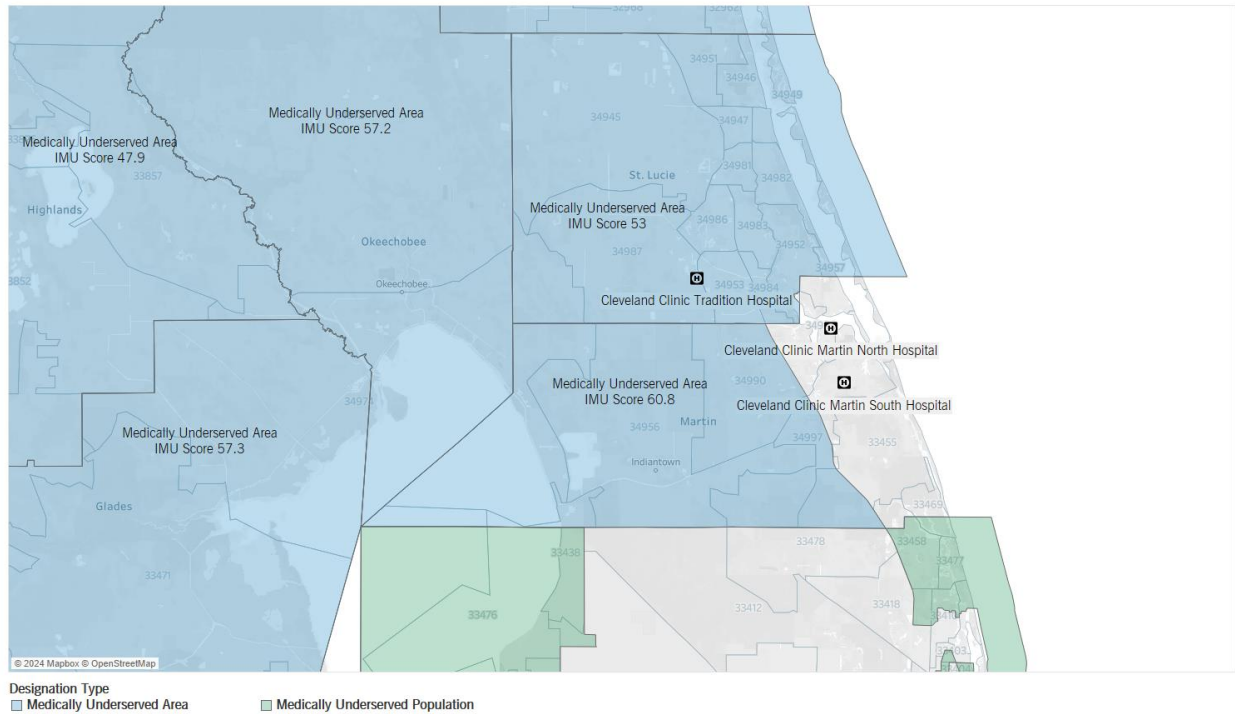 32968
32962
34951
34946
34949
Medically Underserved Area
IMU Score 57.2
34945
34947
Medically Underserved Area
IMU Score 47.9
33857
34981
34982
St. Lucie
Highlands
Medically Underserved Area
IMU Score 53
34986
34983
Okeechobee
34952
34987
34957
33852
Okeechobee
34953
34984
Cleveland Clinic Tradition Hospital
Cleveland Clinic Martin North Hospital
Medically Underserved Area
IMU Score 60.8
34990
Cleveland Clinic Martin South Hospital
34974
Martin
34956
Medically Underserved Area
IMU Score 57.3
34997
33455
Indiantown
Glades
33469
33478
33458
33438
33477
33471
33476
33412
33418
© 2024 Mapbox © OpenStreetMap
Designation Type
Medically Underserved Area
Medically Underserved Population